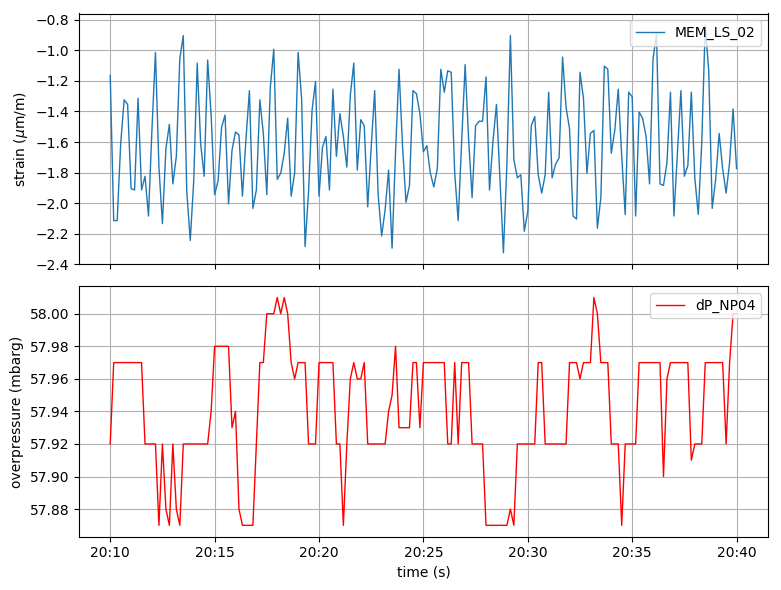 −0.8
−1.0
−1.2
−1.4
−1.6
−1.8
−2.0
−2.2
−2.4
strain (μm/m)
MEM_LS_02
58.00
57.98
57.96
57.94
57.92
57.90
57.88
overpressure (mbarg)
dP_NP04
20:10 20:15 20:20 20:25 20:30 20:35 20:40
time (s)